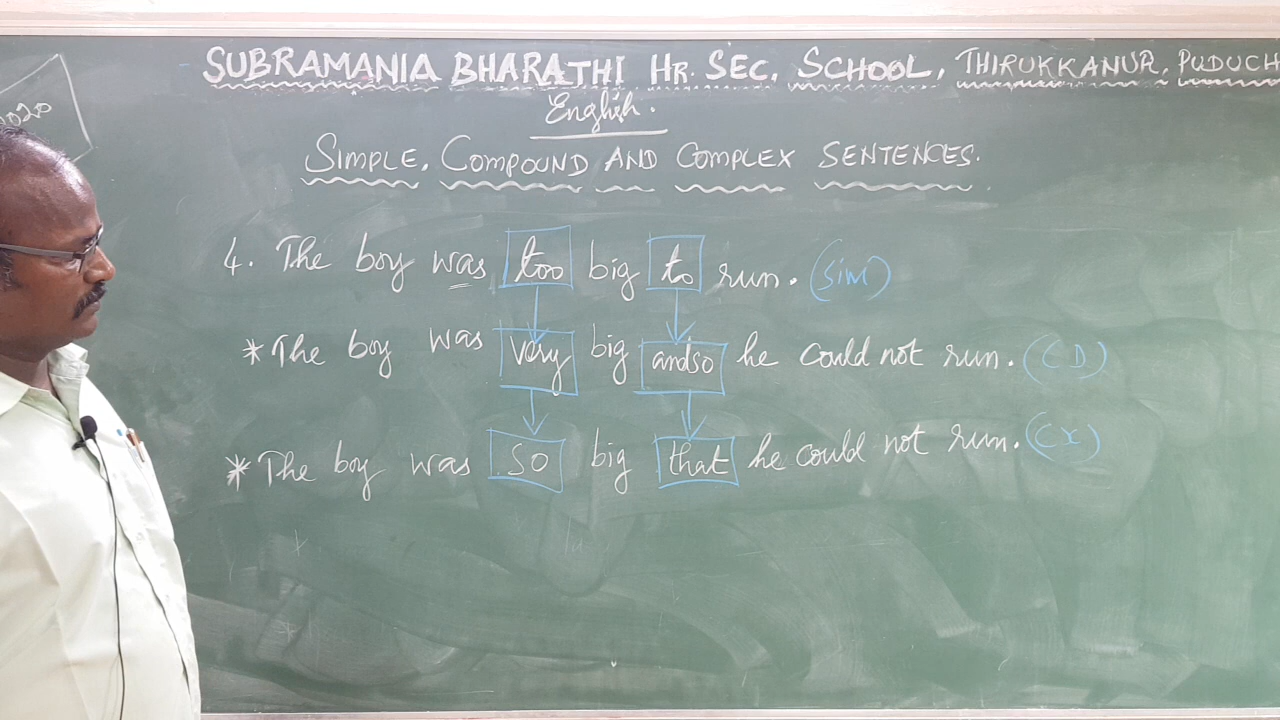 SUBRAMANIA BHARATHI HR. SEC. SCHOOL, THIRUKKANUR, PUDUCH
2020
English.
SIMPLE, COMPOUND AND COMPLEX SENTENCES.
4. The boy was too big to run. (SIM)
* The boy was very big andso he could not run. (CD)
* The boy was so big that he could not run. (CX)